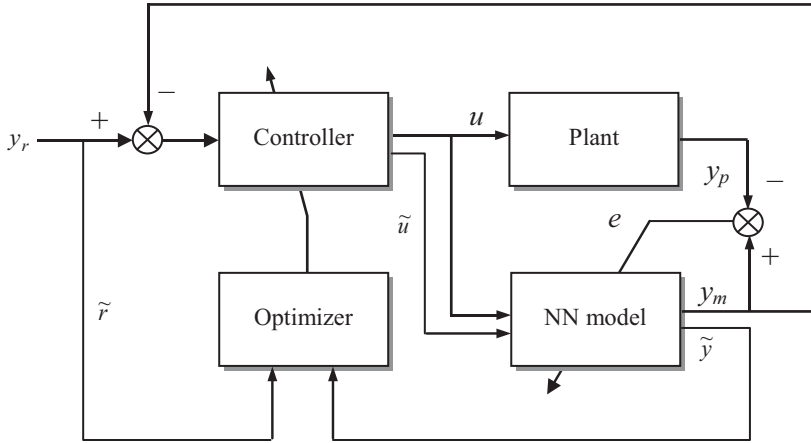 −
+
y_r
Controller
u
Plant
y_p
−
ũ
e
+
r̃
Optimizer
NN model
y_m
ỹ